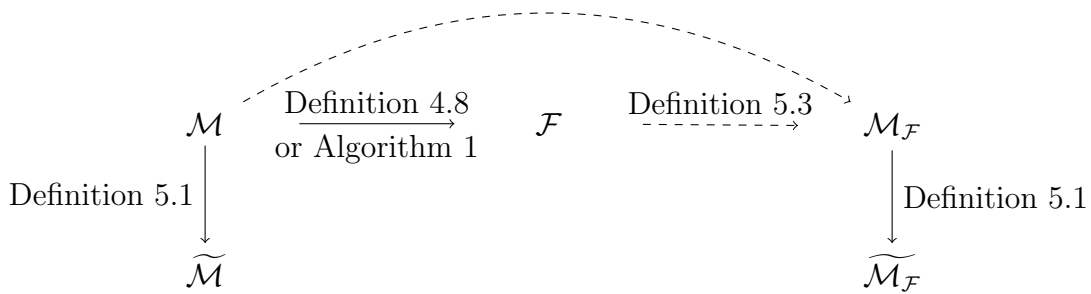 Definition 4.8 Definition 5.3
ℳ ℱ ℳ_ℱ
or Algorithm 1
Definition 5.1 Definition 5.1
ℳ̃ ℳ̃_ℱ